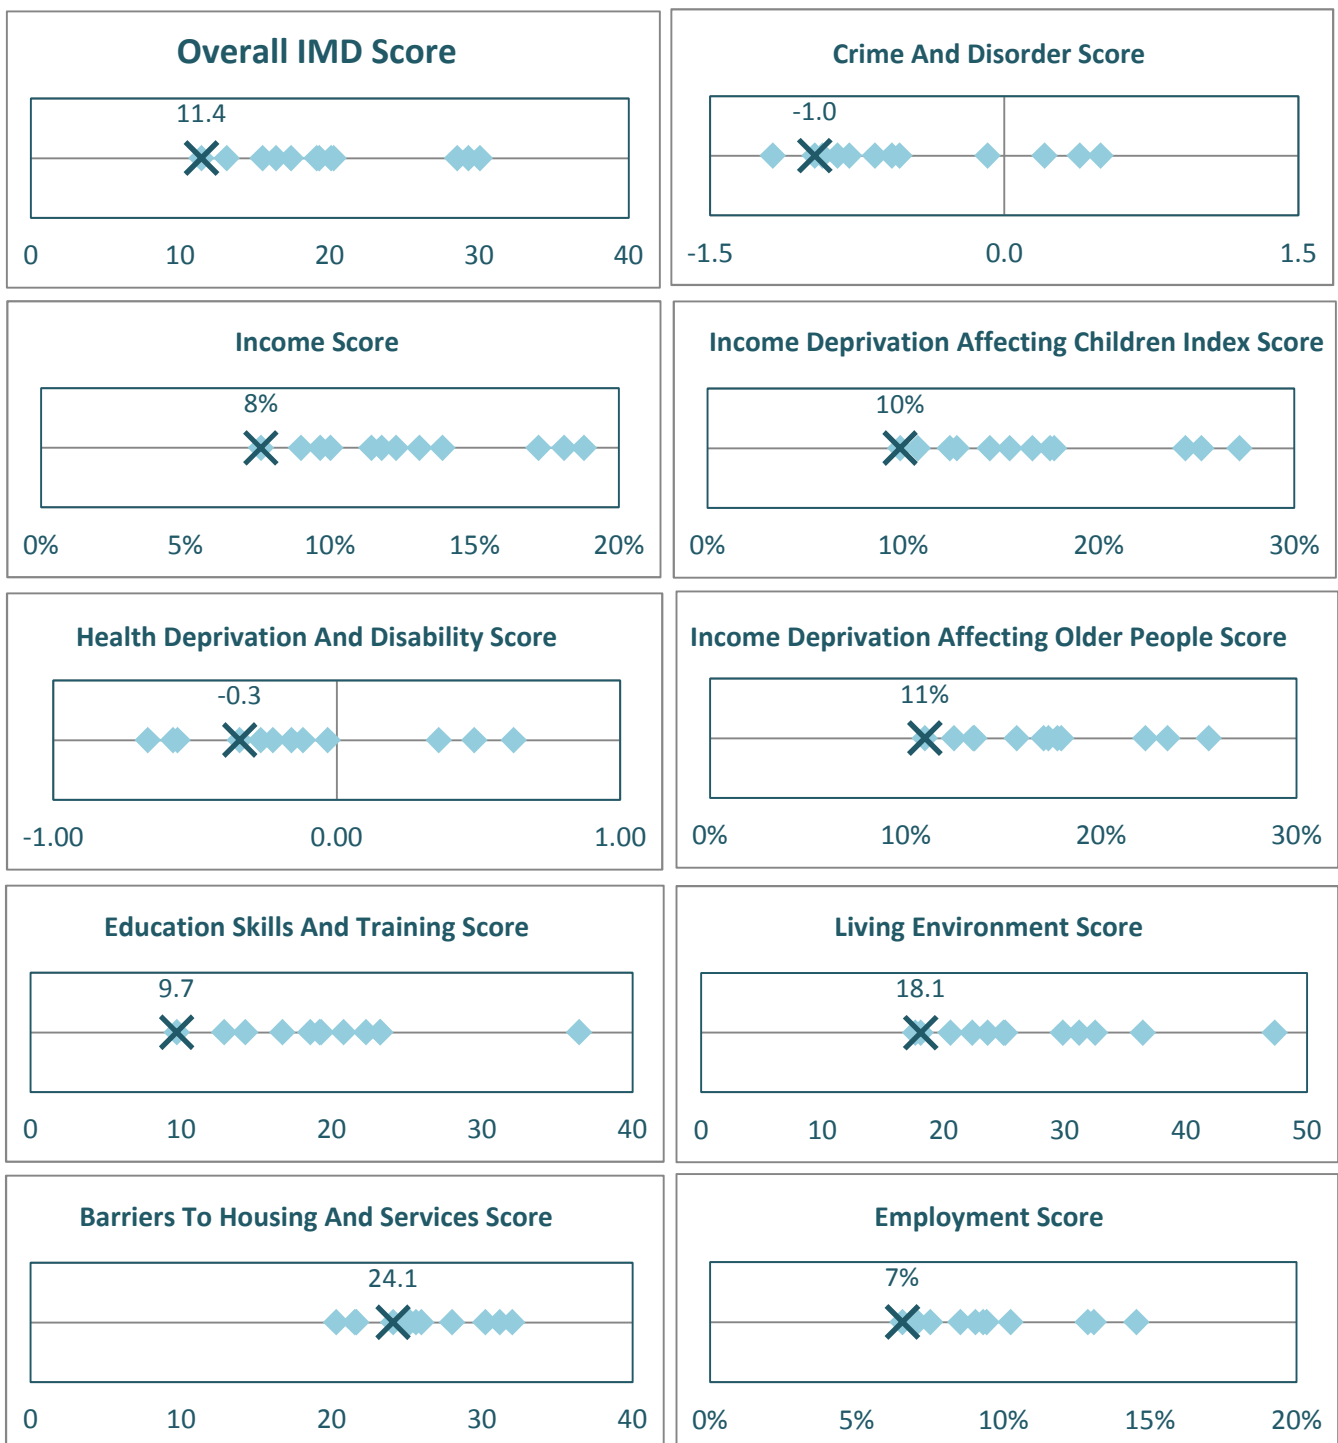 Overall IMD Score
11.4
0 10 20 30 40
Crime And Disorder Score
-1.0
-1.5 0.0 1.5
Income Score
8%
0% 5% 10% 15% 20%
Income Deprivation Affecting Children Index Score
10%
0% 10% 20% 30%
Health Deprivation And Disability Score
-0.3
-1.00 0.00 1.00
Income Deprivation Affecting Older People Score
11%
0% 10% 20% 30%
Education Skills And Training Score
9.7
0 10 20 30 40
Living Environment Score
18.1
0 10 20 30 40 50
Barriers To Housing And Services Score
24.1
0 10 20 30 40
Employment Score
7%
0% 5% 10% 15% 20%